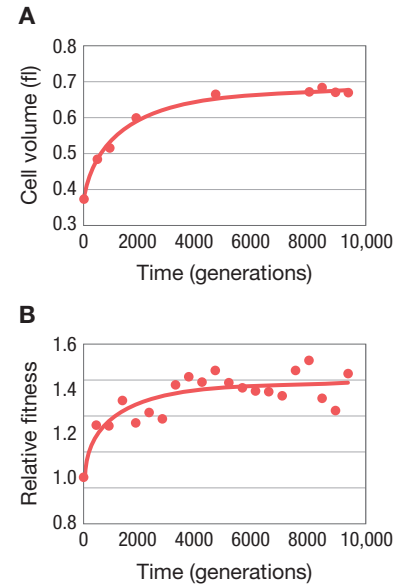 A
0.8
0.7
0.6
0.5
0.4
0.3
Cell volume (fl)
0 2000 4000 6000 8000 10,000
Time (generations)
B
1.6
1.4
1.2
1.0
0.8
Relative fitness
0 2000 4000 6000 8000 10,000
Time (generations)